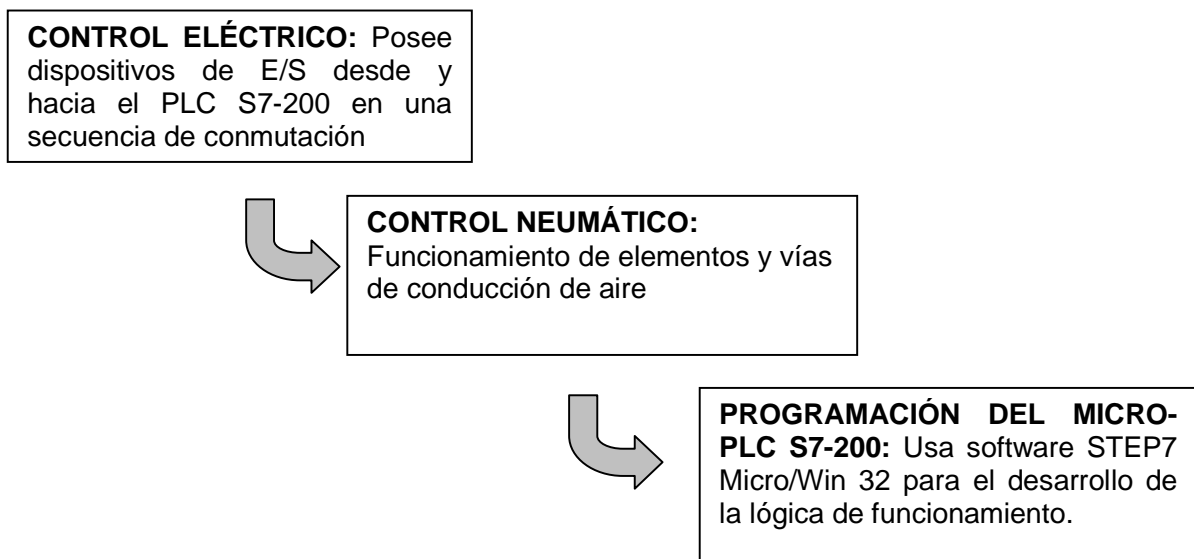 CONTROL ELÉCTRICO: Posee
dispositivos de E/S desde y
hacia el PLC S7-200 en una
secuencia de conmutación
CONTROL NEUMÁTICO:
Funcionamiento de elementos y vías
de conducción de aire
PROGRAMACIÓN DEL MICRO-
PLC S7-200: Usa software STEP7
Micro/Win 32 para el desarrollo de
la lógica de funcionamiento.